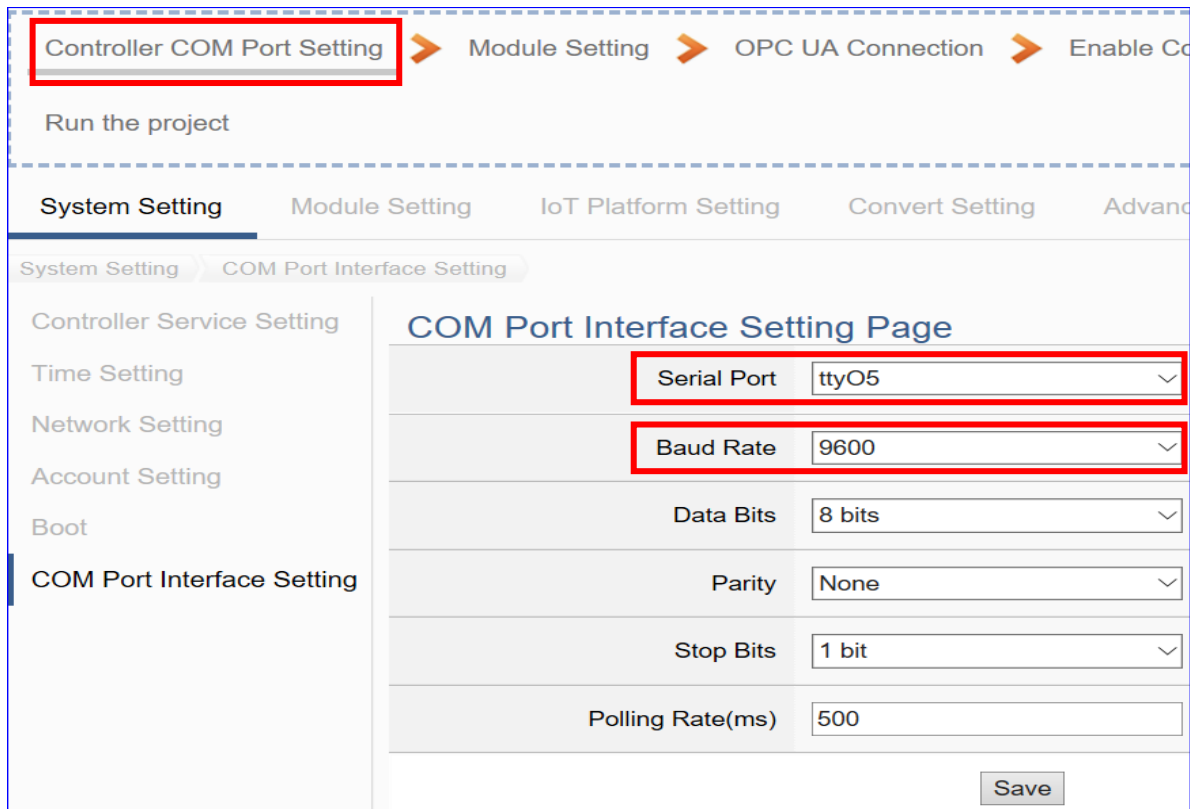 Controller COM Port Setting Module Setting OPC UA Connection Enable
Run the project
System Setting Module Setting IoT Platform Setting Convert Setting
System Setting COM Port Interface Setting
Controller Service Setting
Time Setting
Network Setting
Account Setting
Boot
COM Port Interface Setting
COM Port Interface Setting Page
Serial Port ttyO5
Baud Rate 9600
Data Bits 8 bits
Parity None
Stop Bits 1 bit
Polling Rate(ms) 500
Save